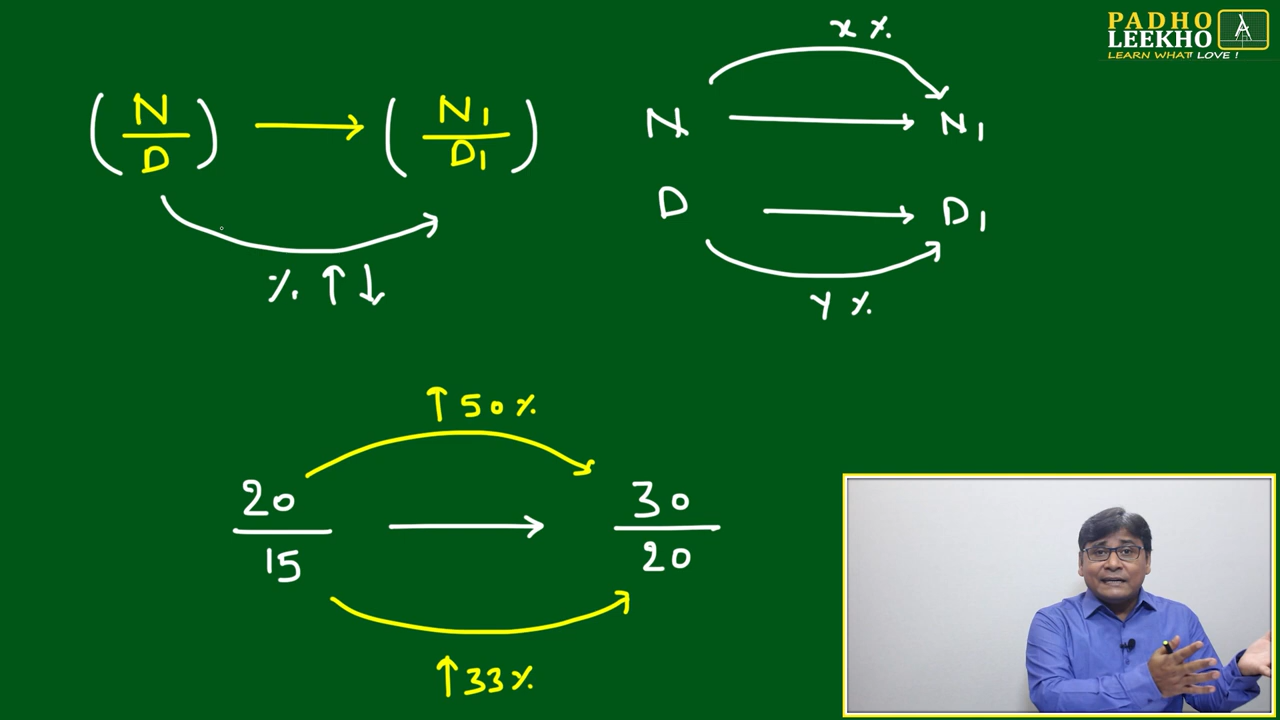 PADHO
LEEKHO
LEARN WHAT LOVE !
x %
(N/D) → (N1/D1)
N → N1
D → D1
% ↑ ↓
y %
↑ 50 %
20/15 → 30/20
↑ 33 %